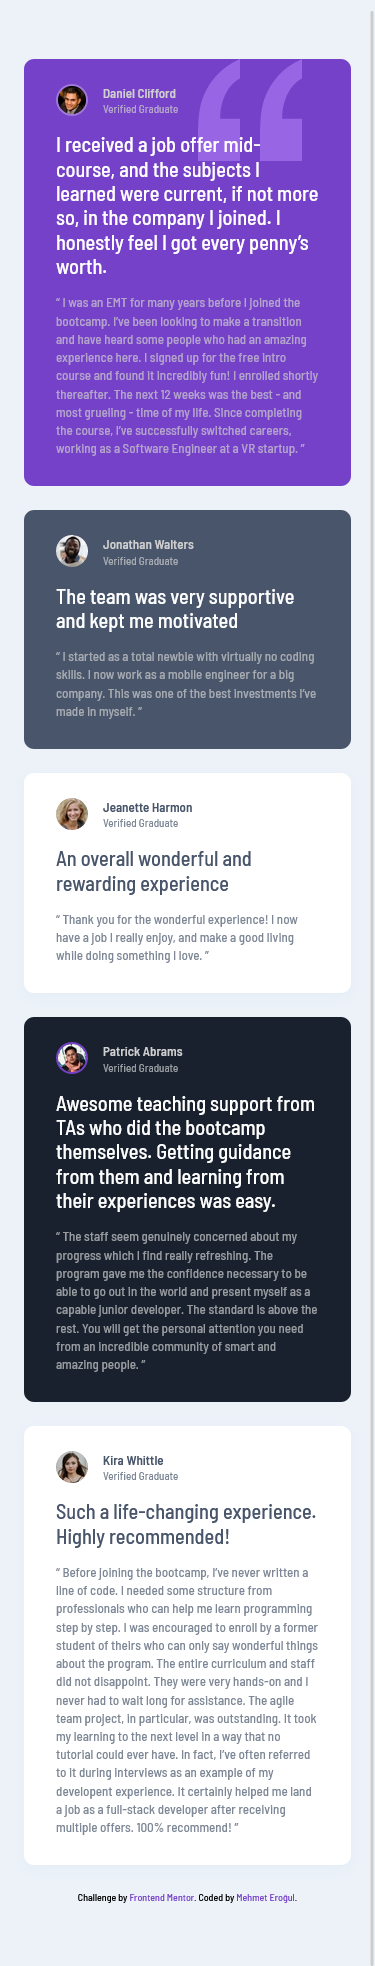 Daniel Clifford
Verified Graduate
I received a job offer mid-
course, and the subjects I
learned were current, if not more
so, in the company I joined. I
honestly feel I got every penny’s
worth.
“ I was an EMT for many years before I joined the
bootcamp. I’ve been looking to make a transition
and have heard some people who had an amazing
experience here. I signed up for the free intro
course and found it incredibly fun! I enrolled shortly
thereafter. The next 12 weeks was the best - and
most grueling - time of my life. Since completing
the course, I’ve successfully switched careers,
working as a Software Engineer at a VR startup. ”
Jonathan Walters
Verified Graduate
The team was very supportive
and kept me motivated
“ I started as a total newbie with virtually no coding
skills. I now work as a mobile engineer for a big
company. This was one of the best investments I’ve
made in myself. ”
Jeanette Harmon
Verified Graduate
An overall wonderful and
rewarding experience
“ Thank you for the wonderful experience! I now
have a job I really enjoy, and make a good living
while doing something I love. ”
Patrick Abrams
Verified Graduate
Awesome teaching support from
TAs who did the bootcamp
themselves. Getting guidance
from them and learning from
their experiences was easy.
“ The staff seem genuinely concerned about my
progress which I find really refreshing. The
program gave me the confidence necessary to be
able to go out in the world and present myself as a
capable junior developer. The standard is above the
rest. You will get the personal attention you need
from an incredible community of smart and
amazing people. ”
Kira Whittle
Verified Graduate
Such a life-changing experience.
Highly recommended!
“ Before joining the bootcamp, I’ve never written a
line of code. I needed some structure from
professionals who can help me learn programming
step by step. I was encouraged to enroll by a former
student of theirs who can only say wonderful things
about the program. The entire curriculum and staff
did not disappoint. They were very hands-on and I
never had to wait long for assistance. The agile
team project, in particular, was outstanding. It took
my learning to the next level in a way that no
tutorial could ever have. In fact, I’ve often referred
to it during interviews as an example of my
developent experience. It certainly helped me land
a job as a full-stack developer after receiving
multiple offers. 100% recommend! ”
Challenge by Frontend Mentor. Coded by Mehmet Eroğul.